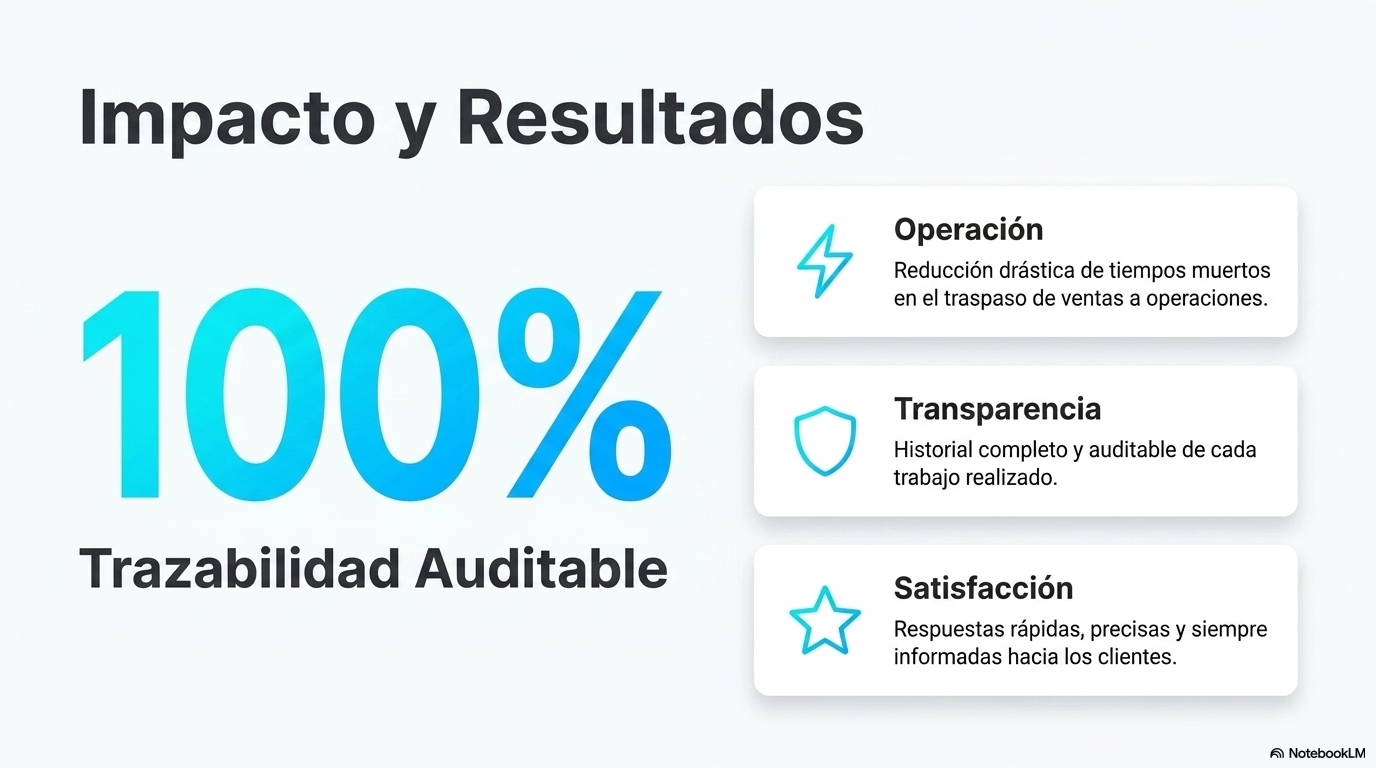 Impacto y Resultados
100%
Trazabilidad Auditable
Operación
Reducción drástica de tiempos muertos
en el traspaso de ventas a operaciones.
Transparencia
Historial completo y auditable de cada
trabajo realizado.
Satisfacción
Respuestas rápidas, precisas y siempre
informadas hacia los clientes.
NotebookLM